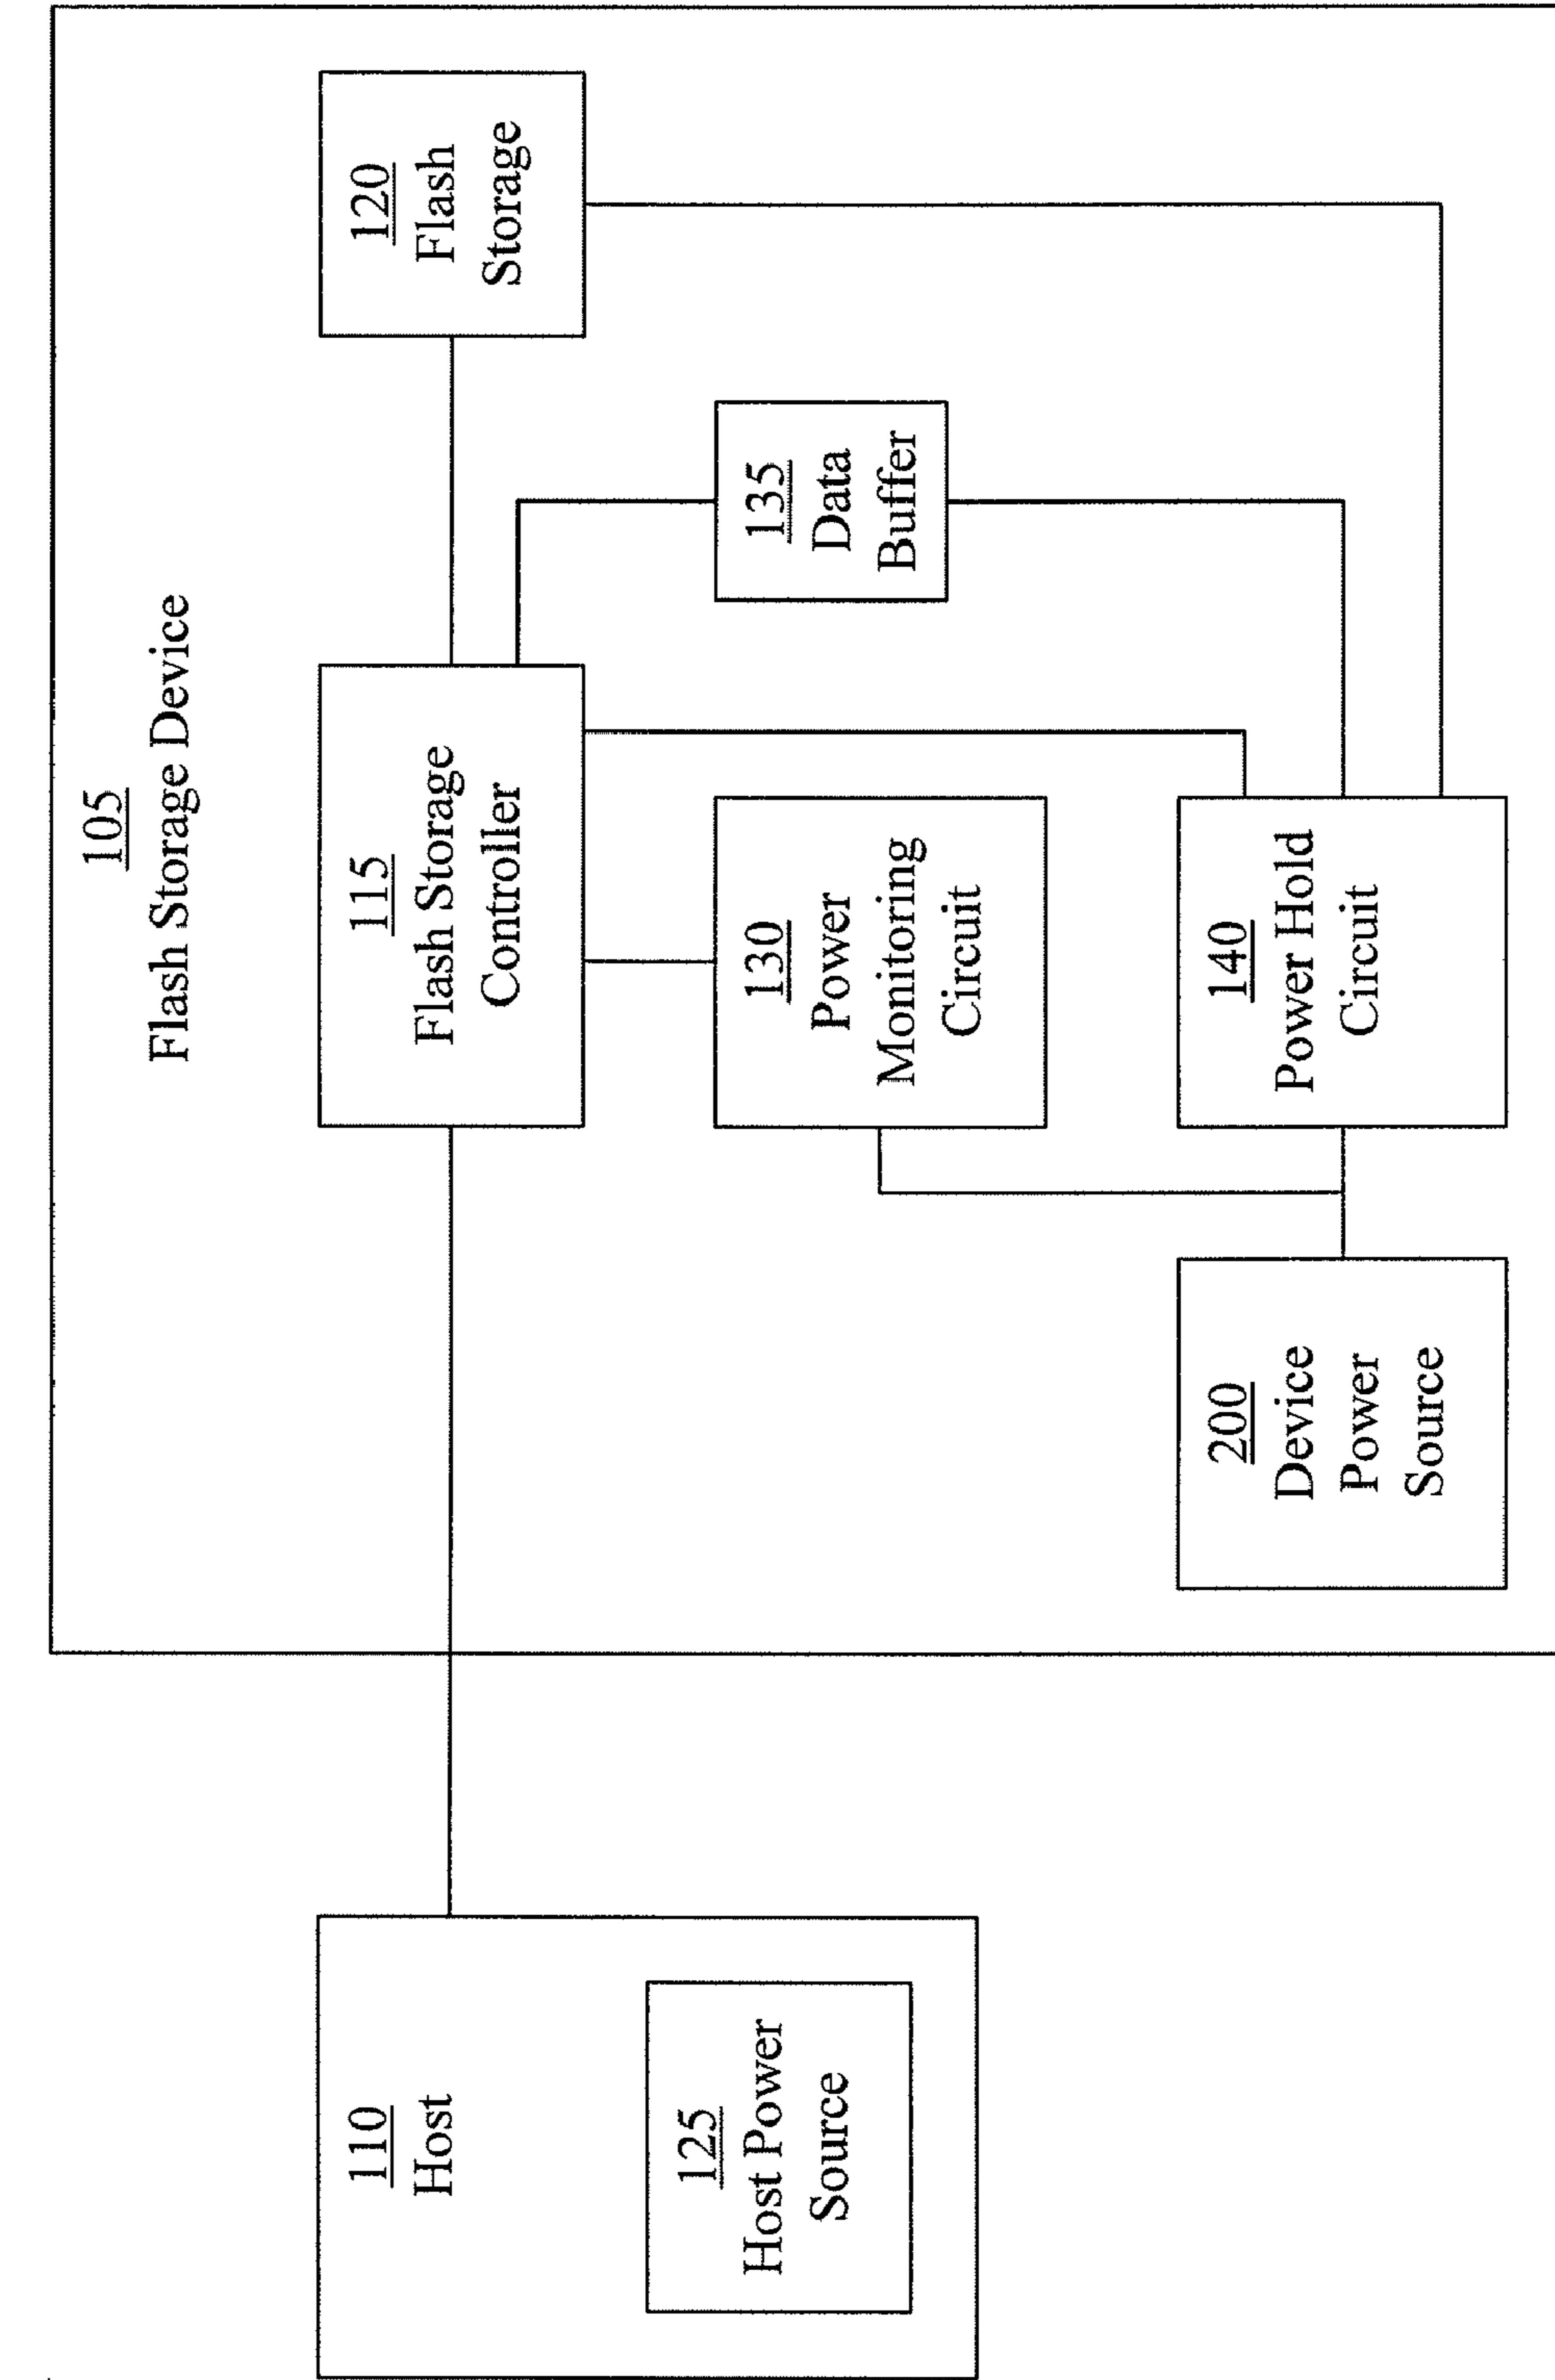 105
Flash Storage Device
110
Host
125
Host Power
Source
115
Flash Storage
Controller
120
Flash
Storage
130
Power
Monitoring
Circuit
135
Data
Buffer
200
Device
Power
Source
140
Power Hold
Circuit